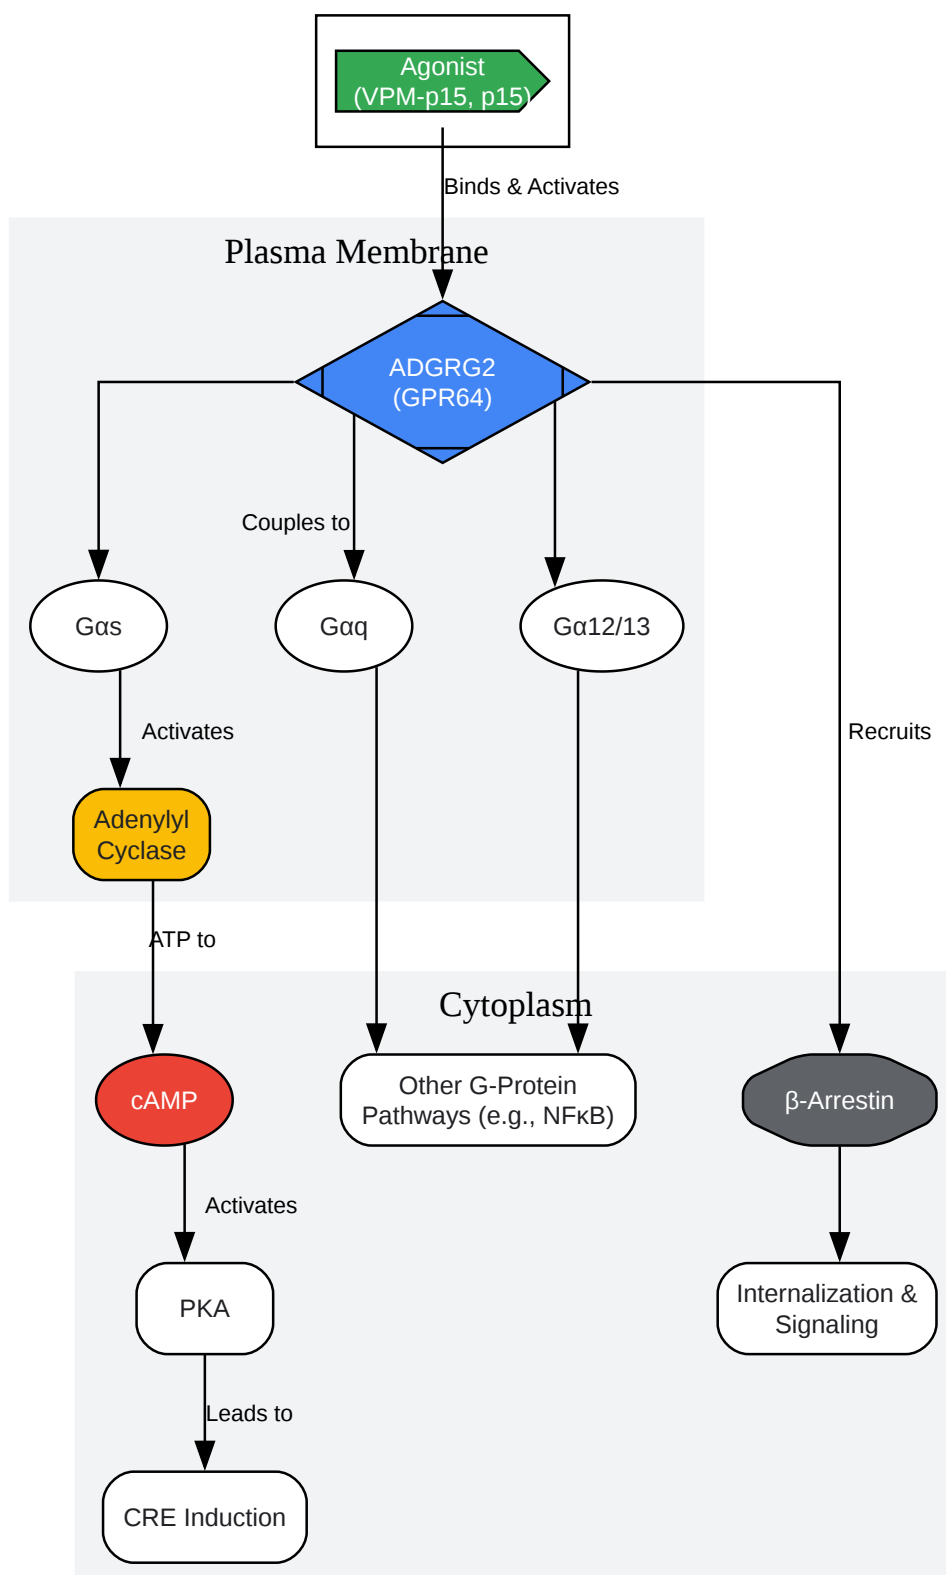 Agonist
(VPM-p15, p15)
Binds & Activates
Plasma Membrane
ADGRG2
(GPR64)
Couples to
Gαs
Gαq
Gα12/13
Activates
Recruits
Adenylyl
Cyclase
ATP to
Cytoplasm
cAMP
Other G-Protein
Pathways (e.g., NFκB)
β-Arrestin
Activates
PKA
Internalization &
Signaling
Leads to
CRE Induction